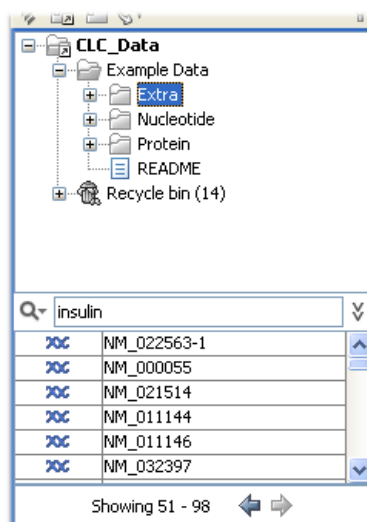 CLC_Data
Example Data
Extra
Nucleotide
Protein
README
Recycle bin (14)
insulin
NM_022563-1
NM_000055
NM_021514
NM_011144
NM_011146
NM_032397
Showing 51 - 98